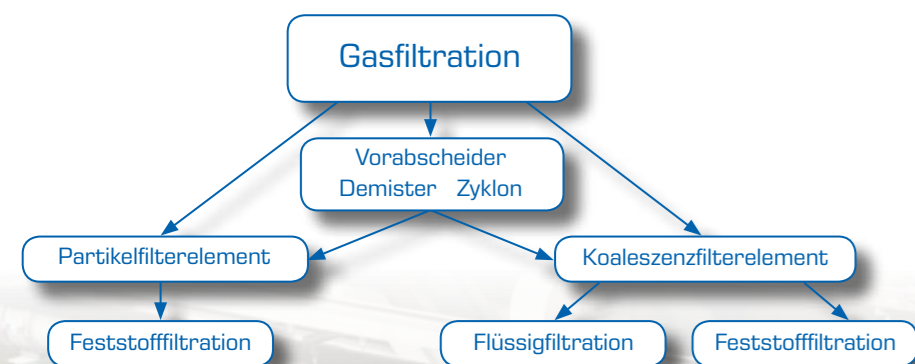 Gasfiltration
Vorabscheider
Demister Zyklon
Partikelfilterelement
Koaleszenzfilterelement
Feststofffiltration
Flüssigfiltration
Feststofffiltration